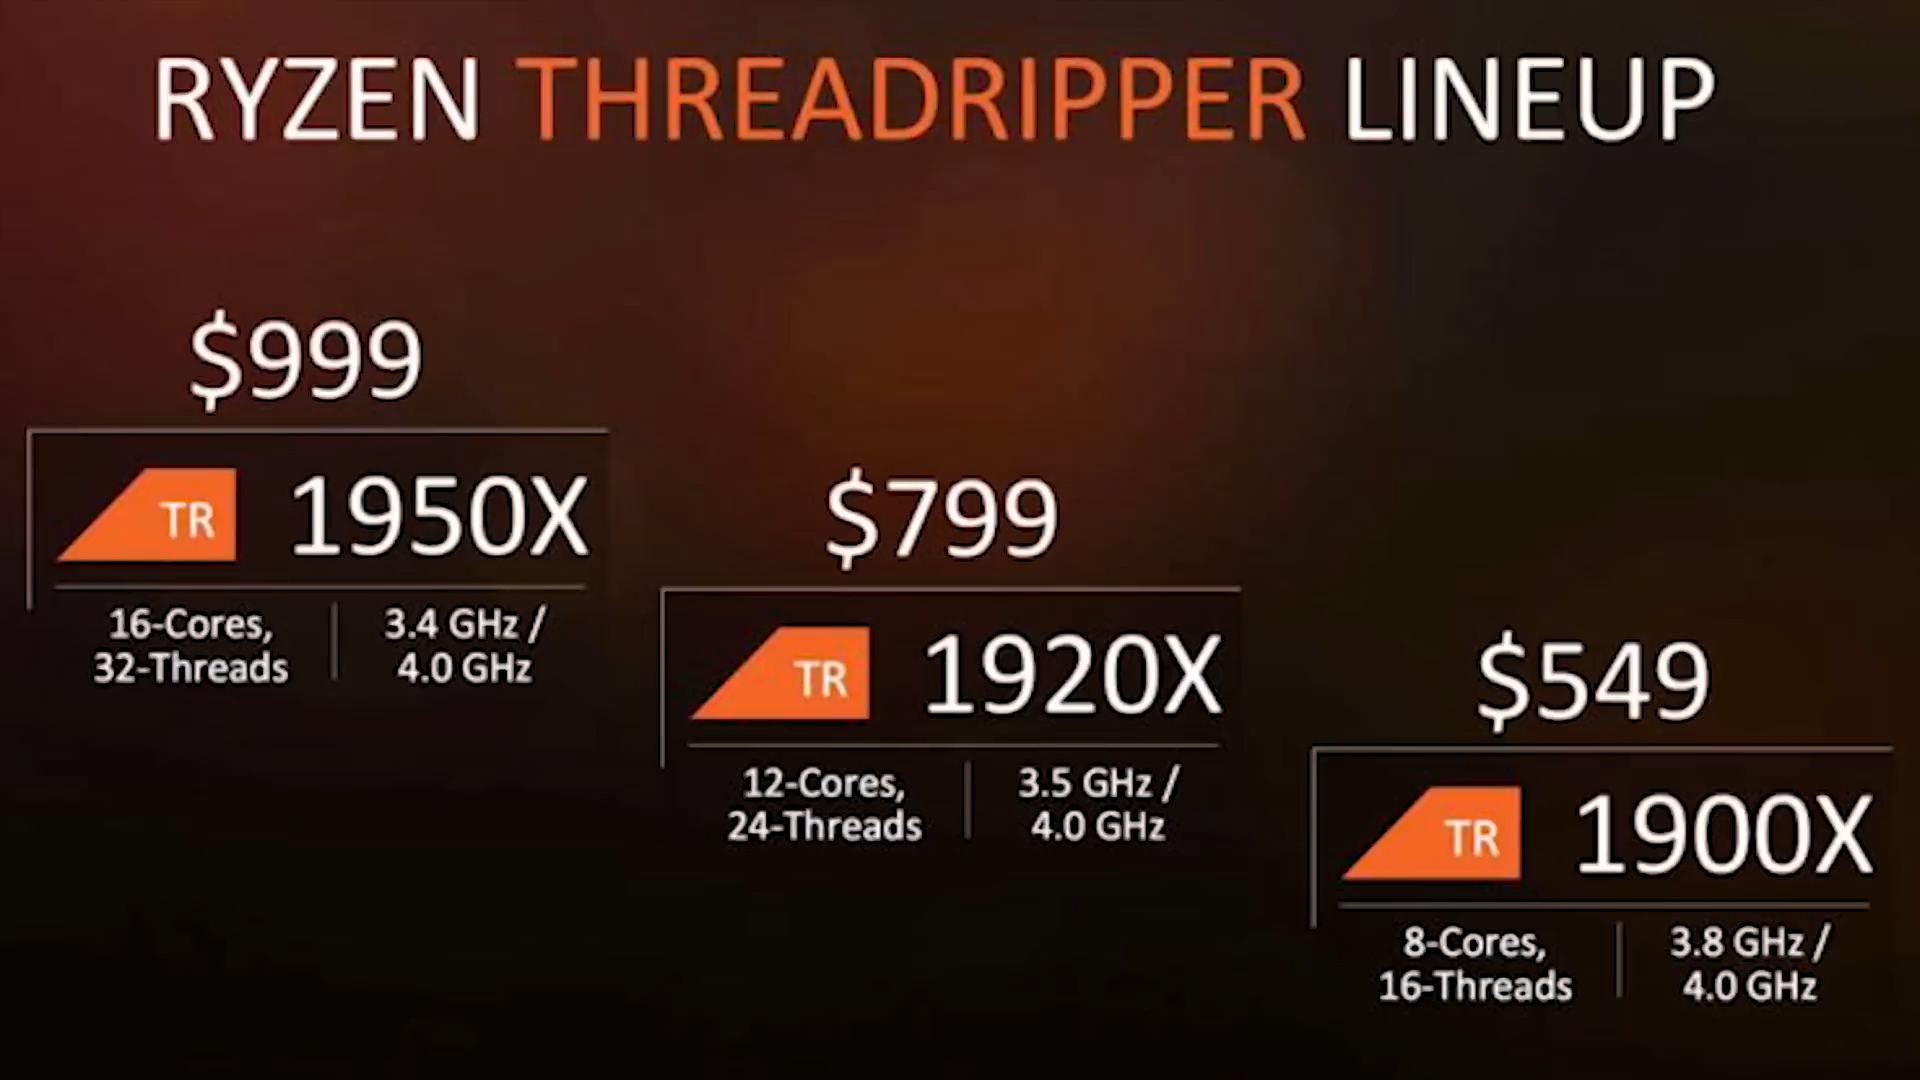 RYZEN THREADRIPPER LINEUP
$999
TR 1950X
16-Cores,
32-Threads
3.4 GHz /
4.0 GHz
$799
TR 1920X
12-Cores,
24-Threads
3.5 GHz /
4.0 GHz
$549
TR 1900X
8-Cores,
16-Threads
3.8 GHz /
4.0 GHz